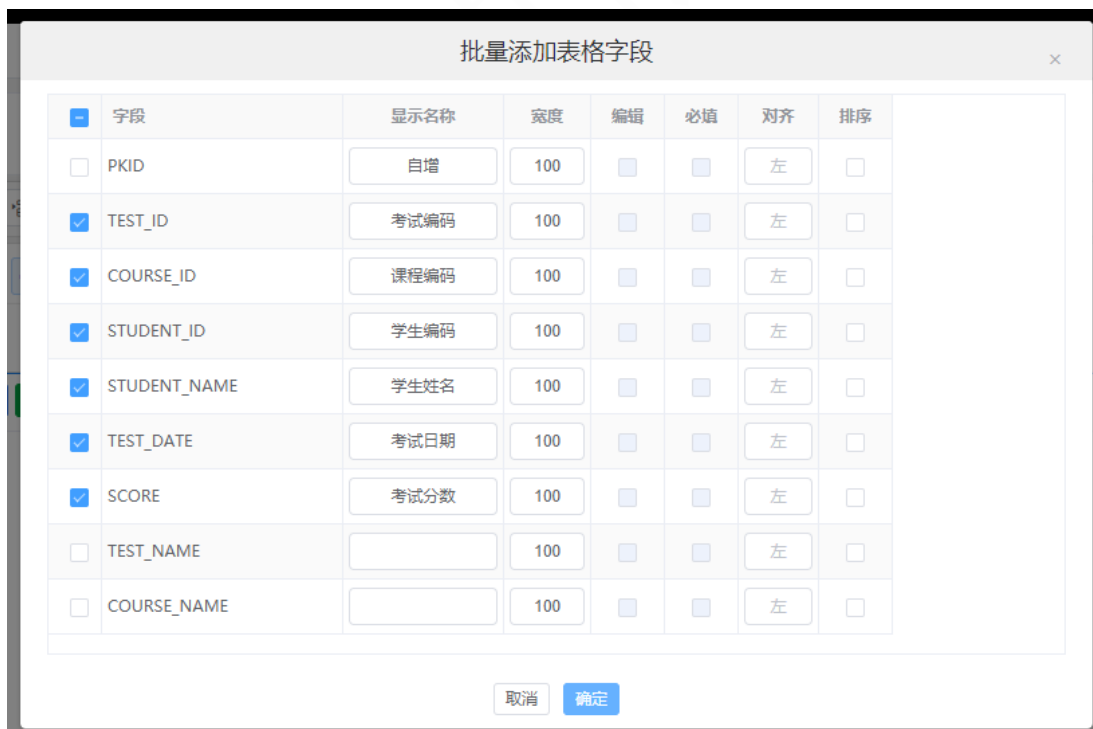 批量添加表格字段
字段 显示名称 宽度 编辑 必填 对齐 排序
PKID 自增 100 左
TEST_ID 考试编码 100 左
COURSE_ID 课程编码 100 左
STUDENT_ID 学生编码 100 左
STUDENT_NAME 学生姓名 100 左
TEST_DATE 考试日期 100 左
SCORE 考试分数 100 左
TEST_NAME 100 左
COURSE_NAME 100 左
取消 确定